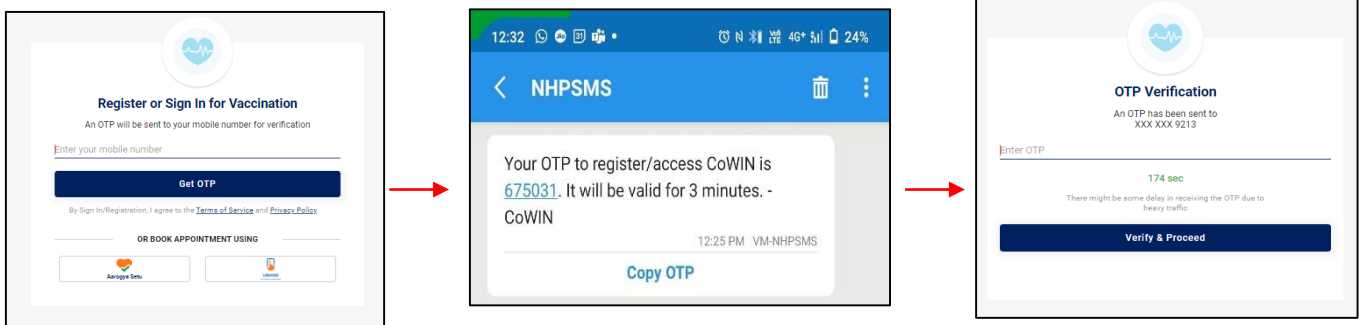 Register or Sign In for Vaccination
An OTP will be sent to your mobile number for verification
Enter your mobile number
Get OTP
By Sign In/Registration, I agree to the Terms of Service and Privacy Policy
OR BOOK APPOINTMENT USING
Aarogya Setu
12:32
31
4G+
24%
NHPSMS
Your OTP to register/access CoWIN is
675031. It will be valid for 3 minutes. -
CoWIN
12:25 PM VM-NHPSMS
Copy OTP
OTP Verification
An OTP has been sent to
XXX XXX 9213
Enter OTP
174 sec
There might be some delay in receiving the OTP due to
heavy traffic
Verify & Proceed